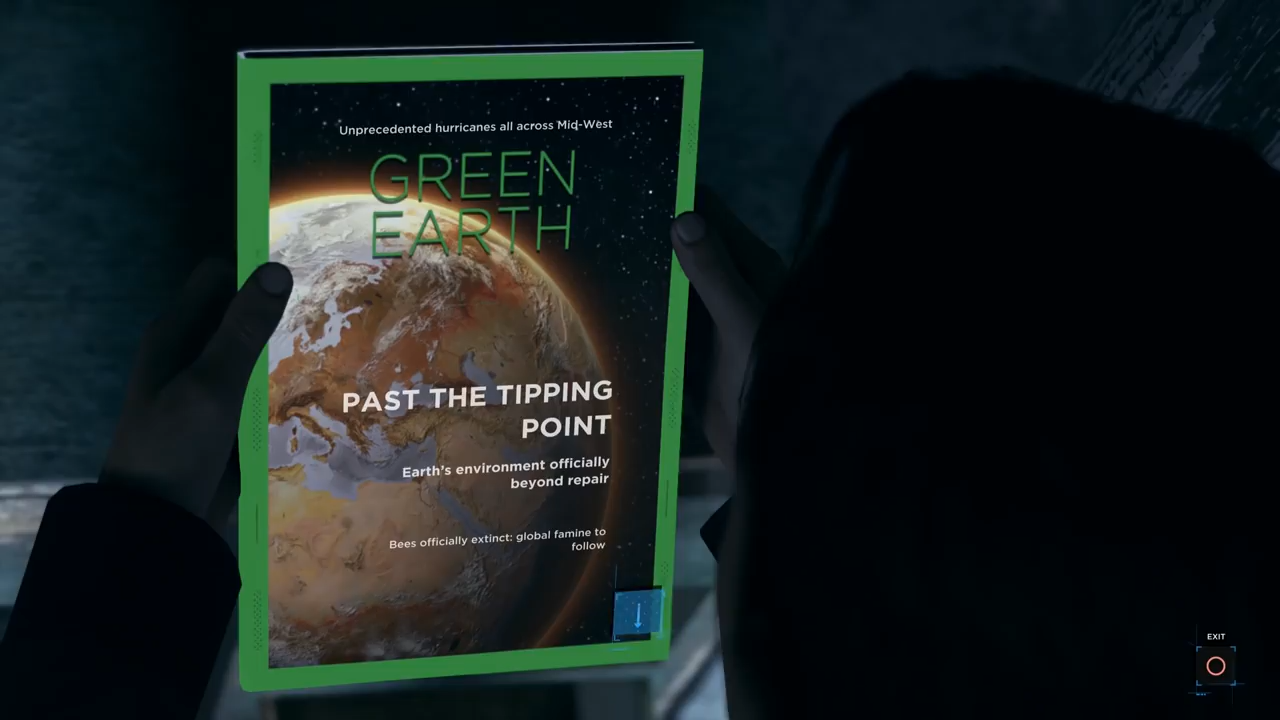 Unprecedented hurricanes all across Mid-West
GREEN
EARTH
PAST THE TIPPING
POINT
Earth's environment officially
beyond repair
Bees officially extinct: global famine to
follow
EXIT